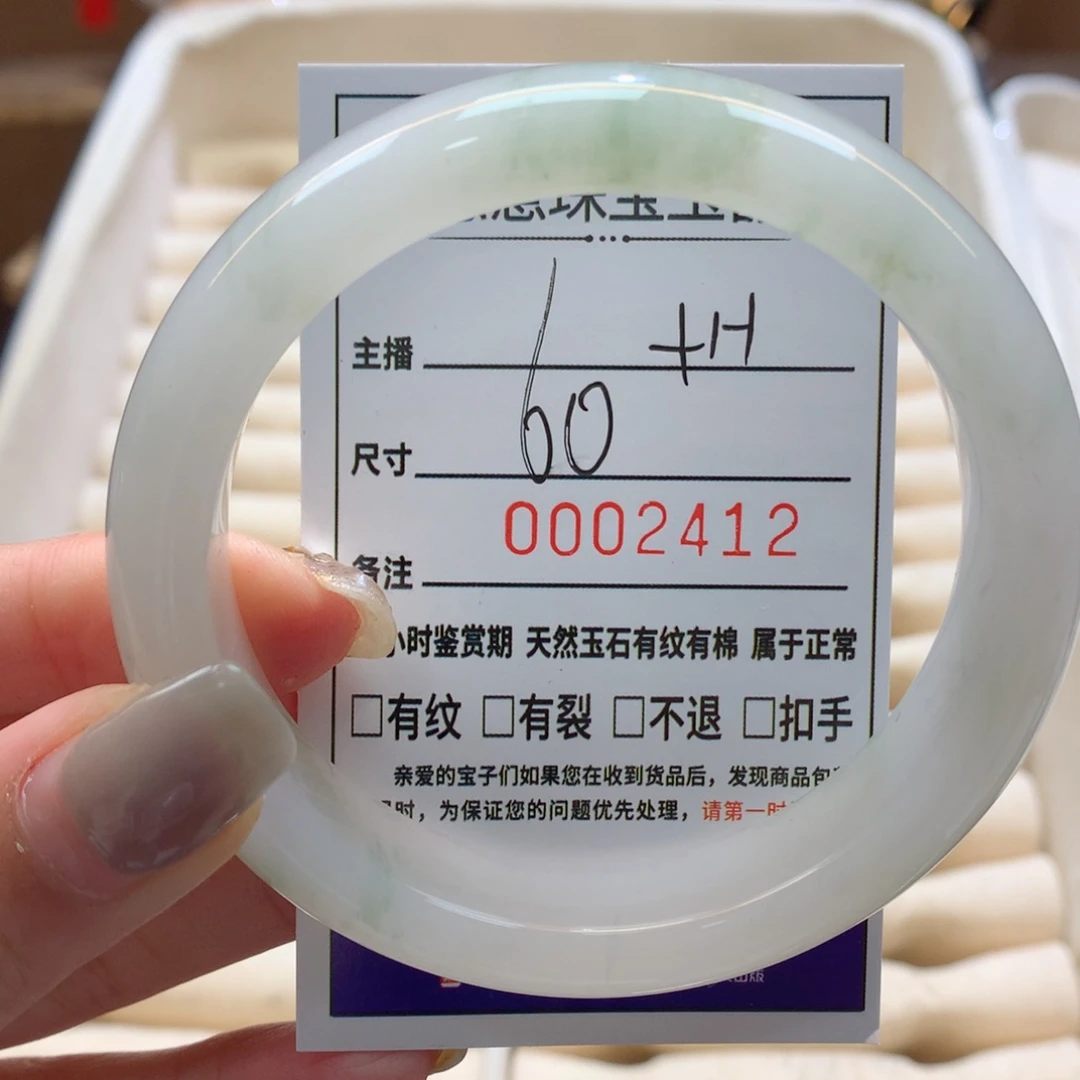 珠宝玉
主播 +H
尺寸 60
0002412
备注
小时鉴赏期 天然玉石有纹有棉 属于正常
□有纹 □有裂 □不退 □扣手
亲爱的宝子们如果您在收到货品后，发现商品包
时，为保证您的问题优先处理，请第一时